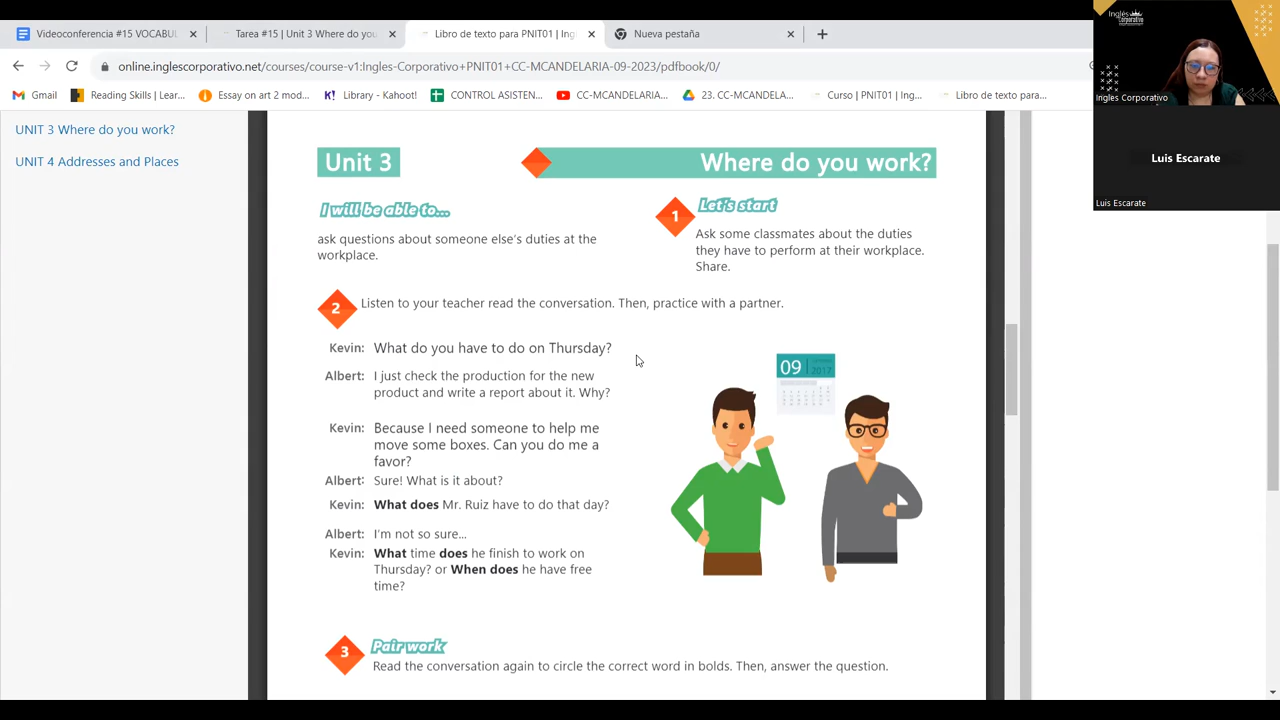 Videoconferencia #15 VOCABUL
Tarea #15 | Unit 3 Where do you
Libro de texto para PNIT01 | Ing
Nueva pestaña
online.inglescorporativo.net/courses/course-v1:Ingles-Corporativo+PNIT01+CC-MCANDELARIA-09-2023/pdfbook/0/
Gmail
Reading Skills | Lear...
Essay on art 2 mod...
Library - Kahoot!
CONTROL ASISTEN...
CC-MCANDELARIA...
23. CC-MCANDELA...
Curso | PNIT01 | Ing...
Libro de texto para...
Inglés
Corporativo
Ingles Corporativo
Luis Escarate
Luis Escarate
UNIT 3 Where do you work?
UNIT 4 Addresses and Places
Unit 3
Where do you work?
I will be able to...
ask questions about someone else's duties at the
workplace.
1
Let's start
Ask some classmates about the duties
they have to perform at their workplace.
Share.
2
Listen to your teacher read the conversation. Then, practice with a partner.
Kevin: What do you have to do on Thursday?
Albert: I just check the production for the new
product and write a report about it. Why?
Kevin: Because I need someone to help me
move some boxes. Can you do me a
favor?
Albert: Sure! What is it about?
Kevin: What does Mr. Ruiz have to do that day?
Albert: I'm not so sure...
Kevin: What time does he finish to work on
Thursday? or When does he have free
time?
09
2017
3
Pair work
Read the conversation again to circle the correct word in bolds. Then, answer the question.